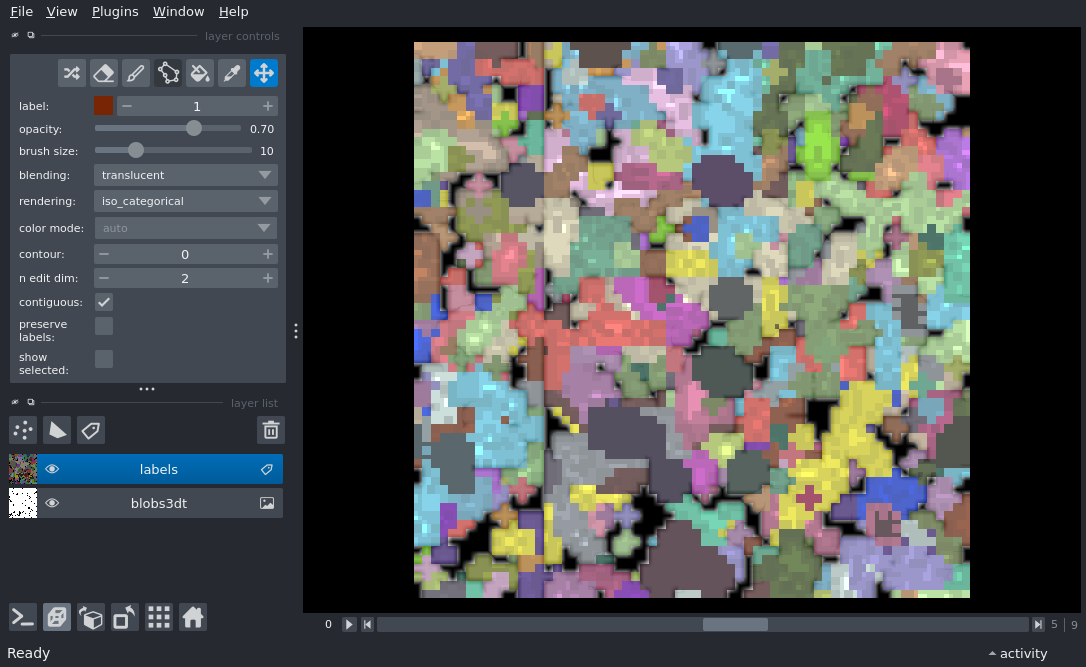 File View Plugins Window Help
layer controls
label: 1
opacity: 0.70
brush size: 10
blending: translucent
rendering: iso_categorical
color mode: auto
contour: 0
n edit dim: 2
contiguous:
preserve
labels:
show
selected:
layer list
labels
blobs3dt
0 5 | 9
Ready activity